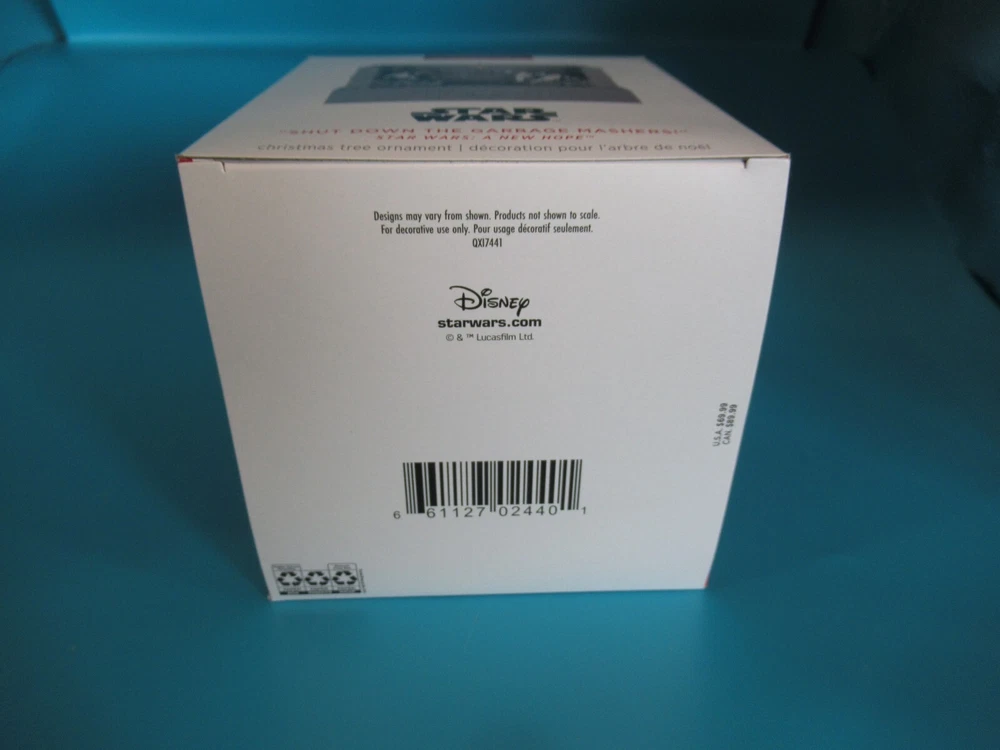 STAR
WARS
"SHUT DOWN THE GARBAGE MASHERS!"
STAR WARS: A NEW HOPE™
christmas tree ornament | décoration pour l'arbre de noël
Designs may vary from shown. Products not shown to scale.
For decorative use only. Pour usage décoratif seulement.
QXI7441
Disney
starwars.com
© & ™ Lucasfilm Ltd.
U.S.A. $69.99
CAN. $89.99
6 61127 02440 1